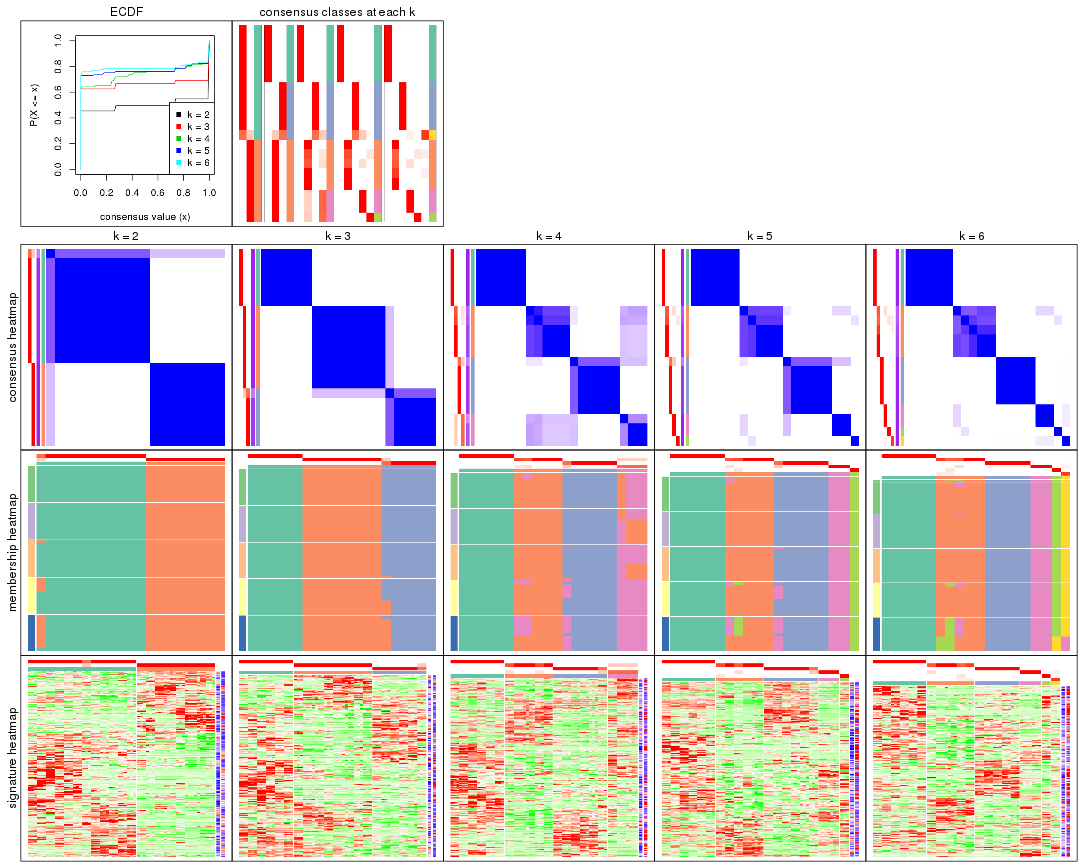 ECDF
consensus classes at each k
P(X <= x)
0.0 0.2 0.4 0.6 0.8 1.0
k = 2
k = 3
k = 4
k = 5
k = 6
0.0 0.2 0.4 0.6 0.8 1.0
consensus value (x)
k = 2 k = 3 k = 4 k = 5 k = 6
consensus heatmap
membership heatmap
signature heatmap